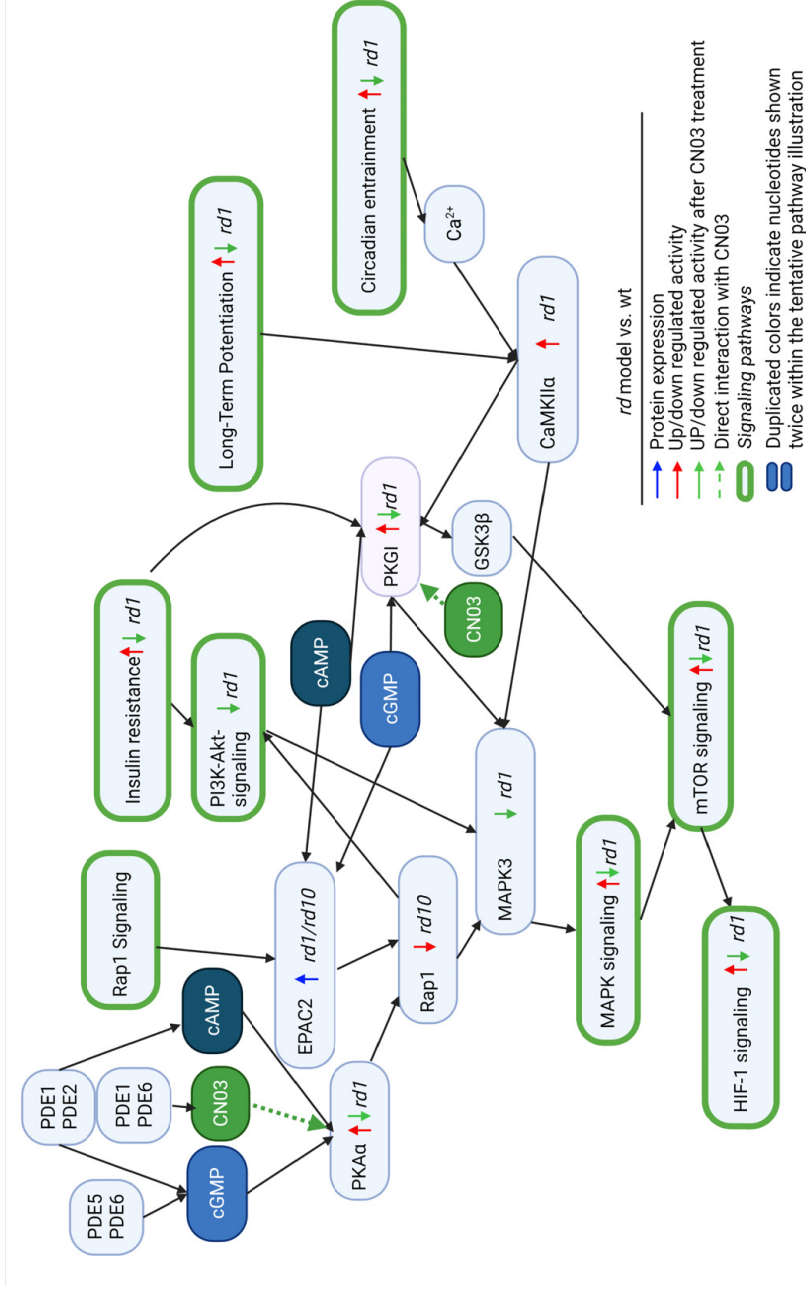 PDE5
PDE6
PDE1
PDE2
PDE1
PDE6
cGMP
CN03
cAMP
Rap1 Signaling
Insulin resistance rd1
PI3K-Akt-
signaling rd1
Long-Term Potentiation rd1
Circadian entrainment rd1
PKAα rd1
EPAC2 rd1/rd10
cAMP
cGMP
PKGI rd1
Ca²⁺
Rap1 rd10
CN03
GSK3β
CaMKIIα rd1
MAPK3 rd1
MAPK signaling rd1
mTOR signaling rd1
HIF-1 signaling rd1
rd model vs. wt
Protein expression
Up/down regulated activity
UP/down regulated activity after CN03 treatment
Direct interaction with CN03
Signaling pathways
Duplicated colors indicate nucleotides shown
twice within the tentative pathway illustration